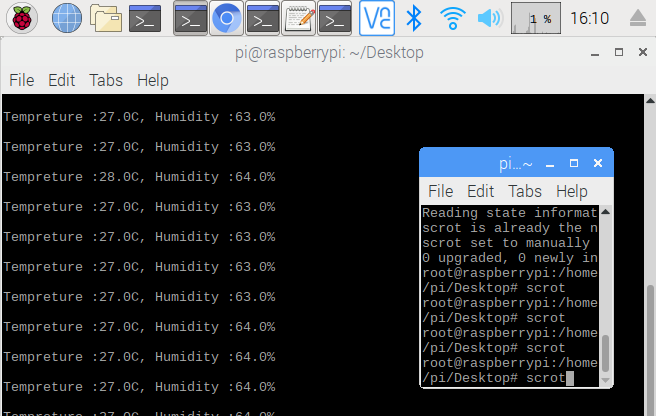 1 %
16:10
pi@raspberrypi: ~/Desktop
File Edit Tabs Help
Tempreture :27.0C, Humidity :63.0%
Tempreture :27.0C, Humidity :63.0%
Tempreture :28.0C, Humidity :64.0%
Tempreture :27.0C, Humidity :63.0%
Tempreture :27.0C, Humidity :63.0%
Tempreture :27.0C, Humidity :63.0%
Tempreture :27.0C, Humidity :63.0%
Tempreture :27.0C, Humidity :64.0%
Tempreture :27.0C, Humidity :64.0%
Tempreture :27.0C, Humidity :64.0%
Tempreture :27.0C, Humidity :64.0%
pi...~
File Edit Tabs Help
Reading state informat
scrot is already the n
scrot set to manually
0 upgraded, 0 newly in
root@raspberrypi:/home
/pi/Desktop# scrot
root@raspberrypi:/home
/pi/Desktop# scrot
root@raspberrypi:/home
/pi/Desktop# scrot
root@raspberrypi:/home
/pi/Desktop# scrot